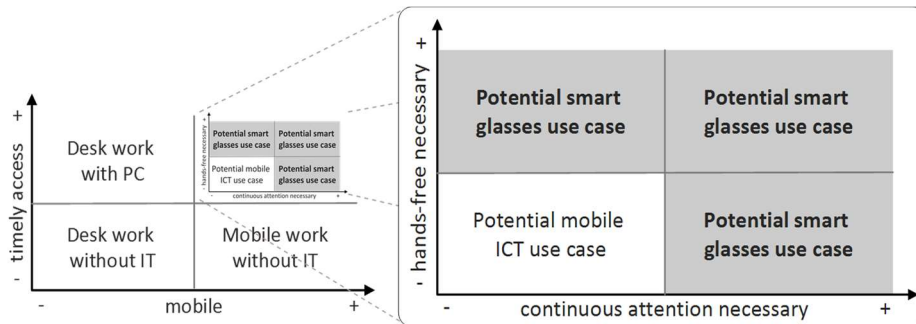 +
timely access
-
Desk work
with PC
Desk work
without IT
Mobile work
without IT
-
mobile
+
+
hands-free necessary
-
Potential smart
glasses use case
Potential smart
glasses use case
Potential mobile
ICT use case
Potential smart
glasses use case
-
continuous attention necessary
+
+
hands-free necessary
-
Potential smart
glasses use case
Potential smart
glasses use case
Potential mobile
ICT use case
Potential smart
glasses use case
-
continuous attention necessary
+